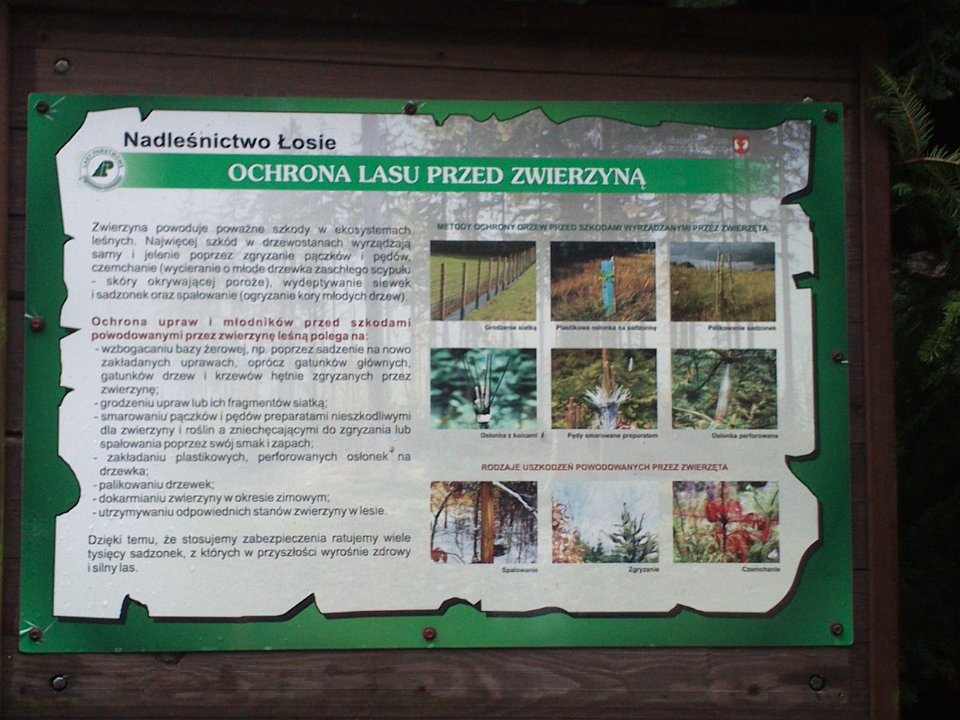 Nadleśnictwo Łosie
LASY PAŃSTWOWE
OCHRONA LASU PRZED ZWIERZYNĄ
Zwierzyna powoduje poważne szkody w ekosystemach
leśnych. Najwięcej szkód w drzewostanach wyrządzają
sarny i jelenie poprzez zgryzanie pączków i pędów,
czemchanie (wycieranie o młode drzewka zaschłego scypułu
- skóry okrywającej poroże), wydeptywanie siewek
i sadzonek oraz spałowanie (ogryzanie kory młodych drzew)
Ochrona upraw i młodników przed szkodami
powodowanymi przez zwierzynę leśną polega na:
- wzbogacaniu bazy żerowej, np. poprzez sadzenie na nowo
zakładanych uprawach, oprócz gatunków głównych,
gatunków drzew i krzewów hętnie zgryzanych przez
zwierzynę;
- grodzeniu upraw lub ich fragmentów siatką;
- smarowaniu pączków i pędów preparatami nieszkodliwymi
dla zwierzyny i roślin a zniechęcającymi do zgryzania lub
spałowania poprzez swój smak i zapach;
- zakładaniu plastikowych, perforowanych osłonek na
drzewka;
- palikowaniu drzewek;
- dokarmianiu zwierzyny w okresie zimowym;
- utrzymywaniu odpowiednich stanów zwierzyny w lesie.
Dzięki temu, że stosujemy zabezpieczenia ratujemy wiele
tysięcy sadzonek, z których w przyszłości wyrośnie zdrowy
i silny las.
METODY OCHRONY DRZEW PRZED SZKODAMI WYRZĄDZANYMI PRZEZ ZWIERZĘTA
Grodzenie siatką
Plastikowa osłonka na sadzonkę
Palikowanie sadzonek
Osłonka z kolcami
Pędy smarowane preparatem
Osłonka perforowana
RODZAJE USZKODZEŃ POWODOWANYCH PRZEZ ZWIERZĘTA
Spałowanie
Zgryzanie
Czemchanie